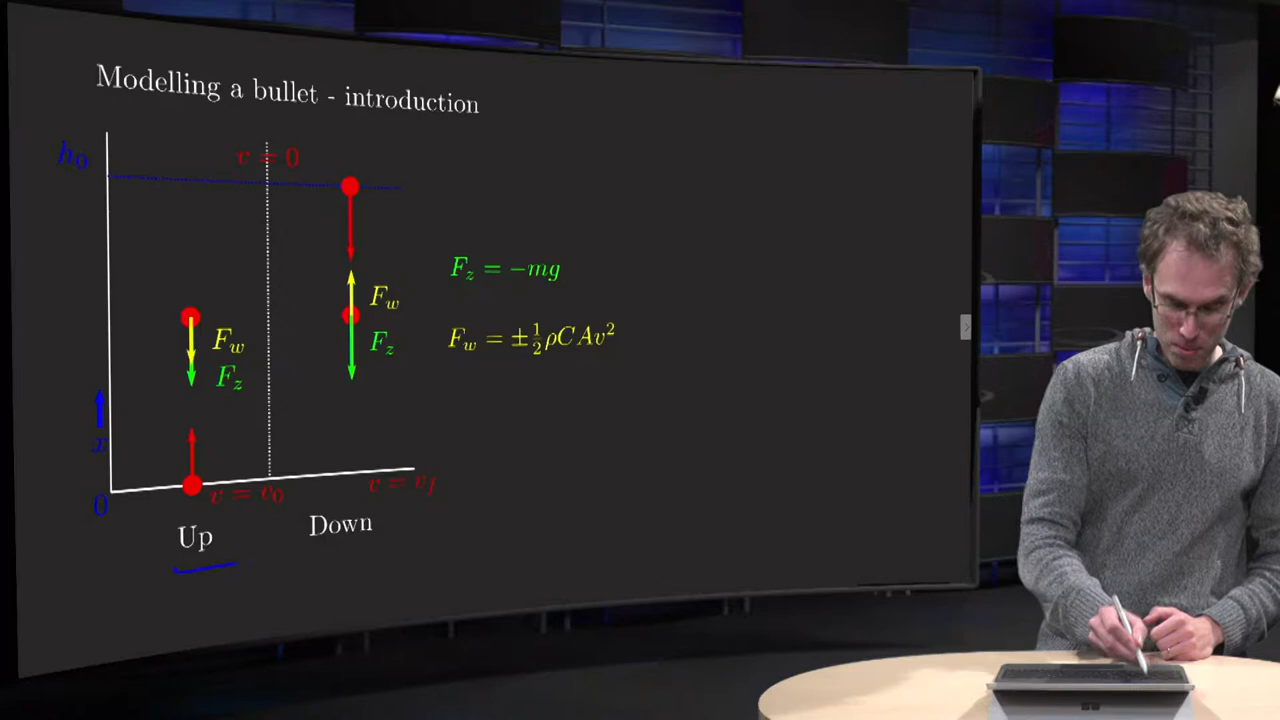 Modelling a bullet - introduction
h₀
v = 0
F_z = −mg
F_w
F_w = ±½ρCAv²
F_w
F_z
F_z
x
0
v = v₀
v = v_f
Up
Down